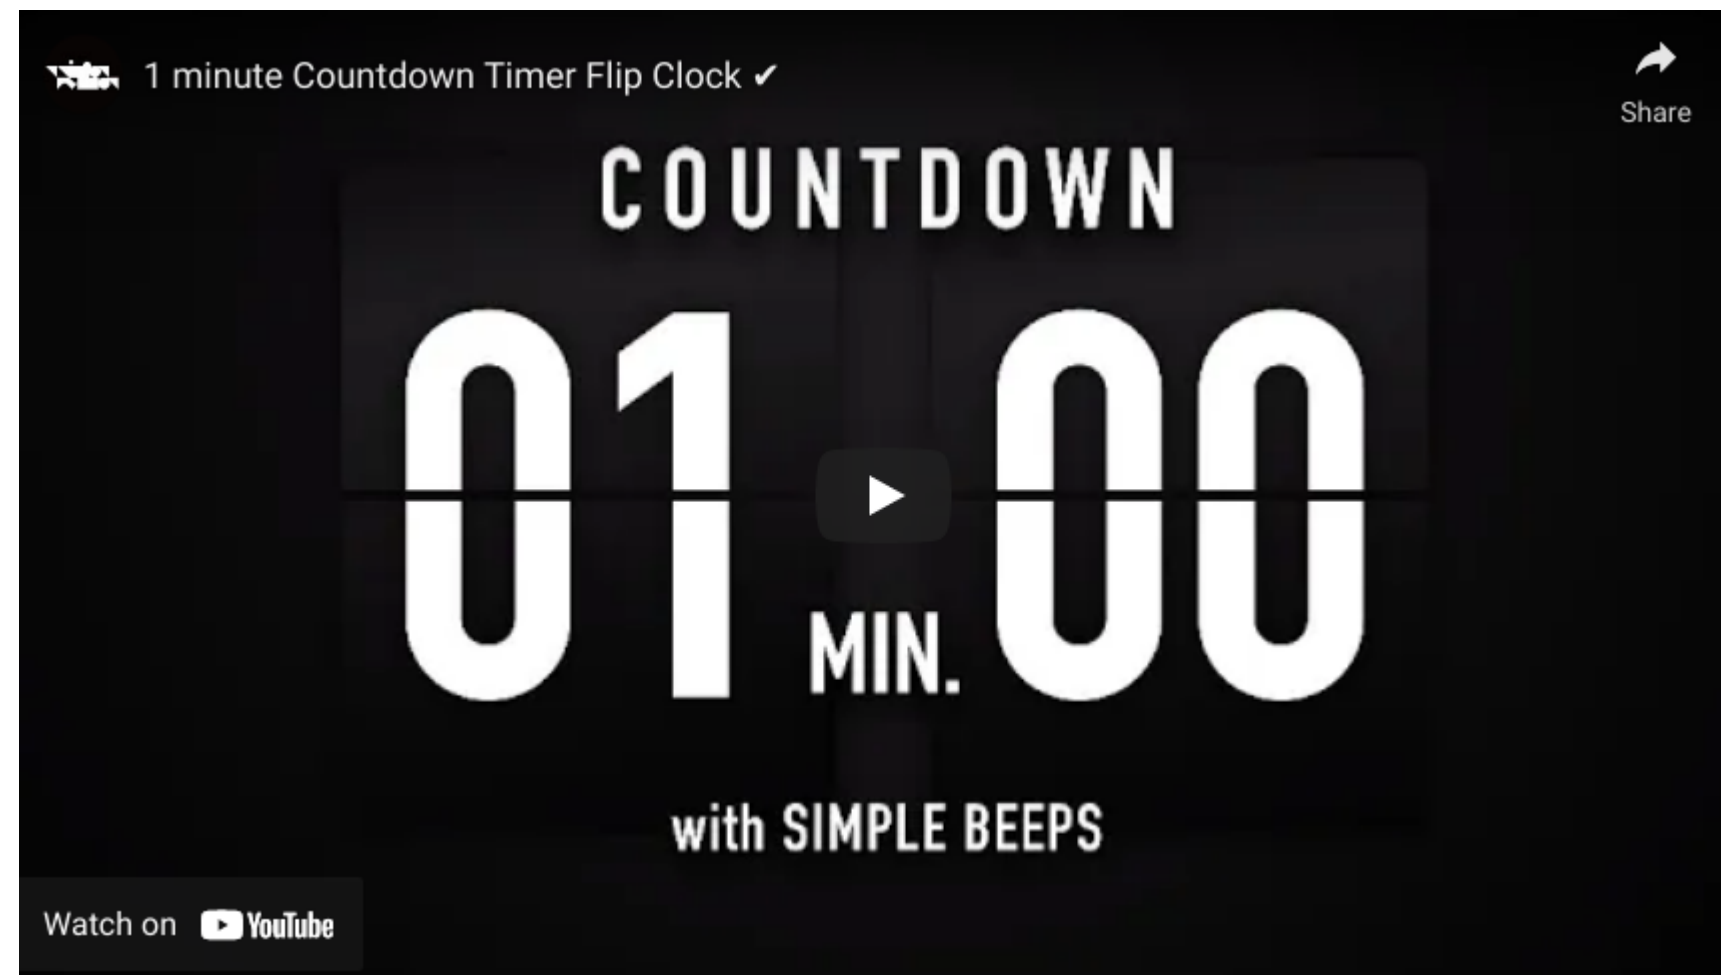 1 minute Countdown Timer Flip Clock ✔
Share
COUNTDOWN
01 MIN. 00
with SIMPLE BEEPS
Watch on YouTube